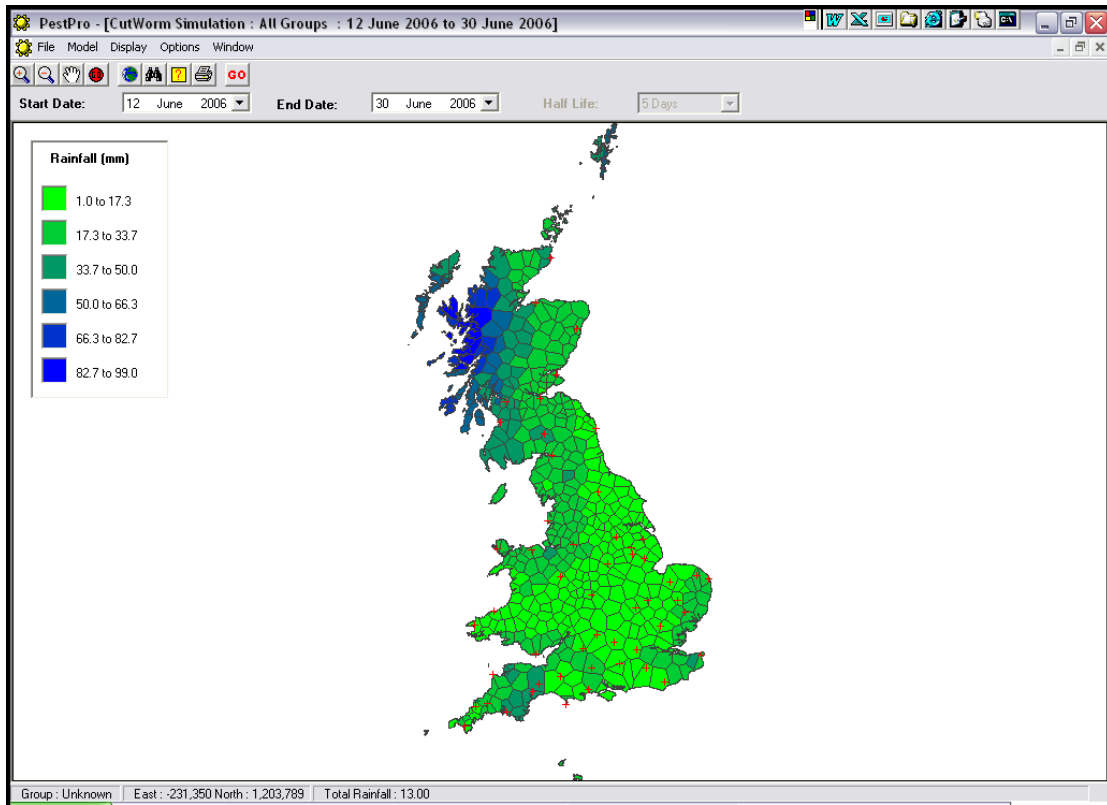 PestPro - [CutWorm Simulation : All Groups : 12 June 2006 to 30 June 2006]
File Model Display Options Window
GO
Start Date: 12 June 2006 End Date: 30 June 2006 Half Life: 5 Days
Rainfall (mm)
1.0 to 17.3
17.3 to 33.7
33.7 to 50.0
50.0 to 66.3
66.3 to 82.7
82.7 to 99.0
Group : Unknown East : -231,350 North : 1,203,789 Total Rainfall : 13.00